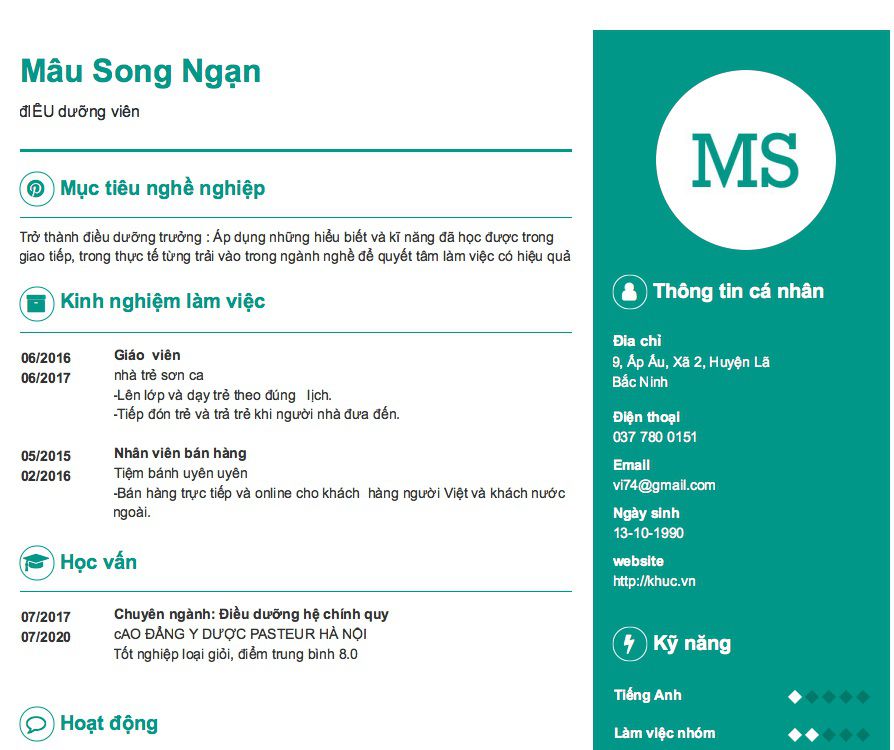 Mâu Song Ngạn
đIỀU dưỡng viên
Mục tiêu nghề nghiệp
Trở thành điều dưỡng trưởng : Áp dụng những hiểu biết và kĩ năng đã học được trong
giao tiếp, trong thực tế từng trải vào trong ngành nghề để quyết tâm làm việc có hiệu quả
Kinh nghiệm làm việc
06/2016
06/2017
Giáo viên
nhà trẻ sơn ca
-Lên lớp và dạy trẻ theo đúng lịch.
-Tiếp đón trẻ và trả trẻ khi người nhà đưa đến.
05/2015
02/2016
Nhân viên bán hàng
Tiệm bánh uyên uyên
-Bán hàng trực tiếp và online cho khách hàng người Việt và khách nước
ngoài.
Học vấn
07/2017
07/2020
Chuyên ngành: Điều dưỡng hệ chính quy
cAO ĐẲNG Y DƯỢC PASTEUR HÀ NỘI
Tốt nghiệp loại giỏi, điểm trung bình 8.0
Hoạt động
MS
Thông tin cá nhân
Đia chỉ
9, Ấp Ấu, Xã 2, Huyện Lã
Bắc Ninh
Điện thoại
037 780 0151
Email
vi74@gmail.com
Ngày sinh
13-10-1990
website
http://khuc.vn
Kỹ năng
Tiếng Anh
Làm việc nhóm